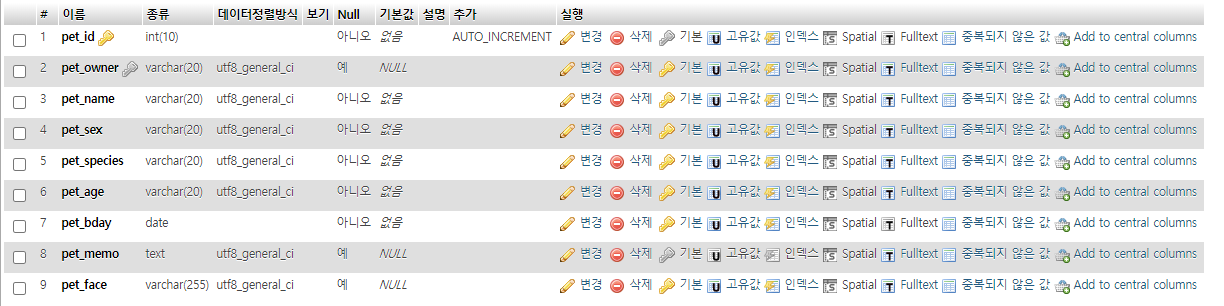 # 이름 종류 데이터정렬방식 보기 Null 기본값 설명 추가 실행
1 pet_id int(10) 아니오 없음 AUTO_INCREMENT 변경 삭제 기본 고유값 인덱스 Spatial Fulltext 중복되지 않은 값 Add to central columns
2 pet_owner varchar(20) utf8_general_ci 예 NULL 변경 삭제 기본 고유값 인덱스 Spatial Fulltext 중복되지 않은 값 Add to central columns
3 pet_name varchar(20) utf8_general_ci 아니오 없음 변경 삭제 기본 고유값 인덱스 Spatial Fulltext 중복되지 않은 값 Add to central columns
4 pet_sex varchar(20) utf8_general_ci 아니오 없음 변경 삭제 기본 고유값 인덱스 Spatial Fulltext 중복되지 않은 값 Add to central columns
5 pet_species varchar(20) utf8_general_ci 아니오 없음 변경 삭제 기본 고유값 인덱스 Spatial Fulltext 중복되지 않은 값 Add to central columns
6 pet_age varchar(20) utf8_general_ci 아니오 없음 변경 삭제 기본 고유값 인덱스 Spatial Fulltext 중복되지 않은 값 Add to central columns
7 pet_bday date 아니오 없음 변경 삭제 기본 고유값 인덱스 Spatial Fulltext 중복되지 않은 값 Add to central columns
8 pet_memo text utf8_general_ci 예 NULL 변경 삭제 기본 고유값 인덱스 Spatial Fulltext 중복되지 않은 값 Add to central columns
9 pet_face varchar(255) utf8_general_ci 예 NULL 변경 삭제 기본 고유값 인덱스 Spatial Fulltext 중복되지 않은 값 Add to central columns